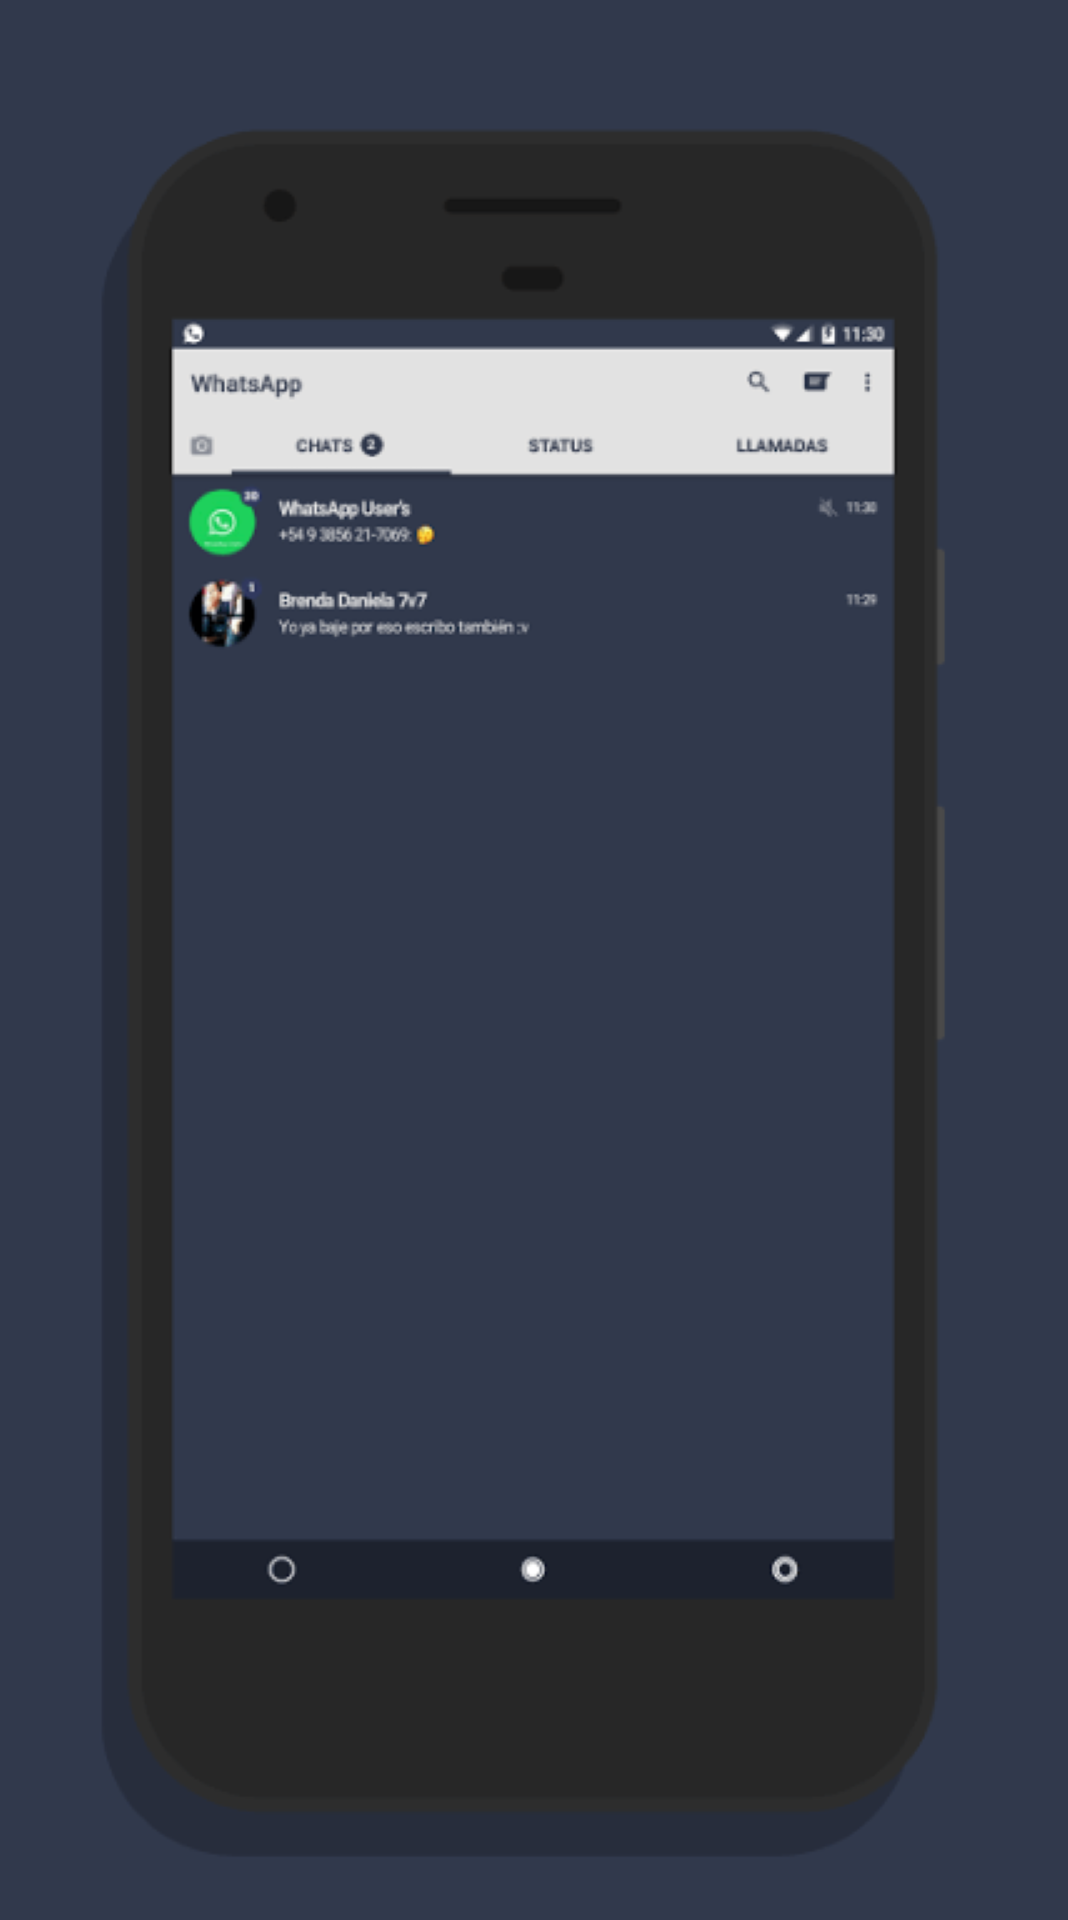 11:30
WhatsApp
CHATS 2
STATUS
LLAMADAS
20
WhatsApp User's
11:30
+54 9 3856 21-7069: 🤔
1
Brenda Daniela 7v7
11:29
Yo ya baje por eso escribo también :v